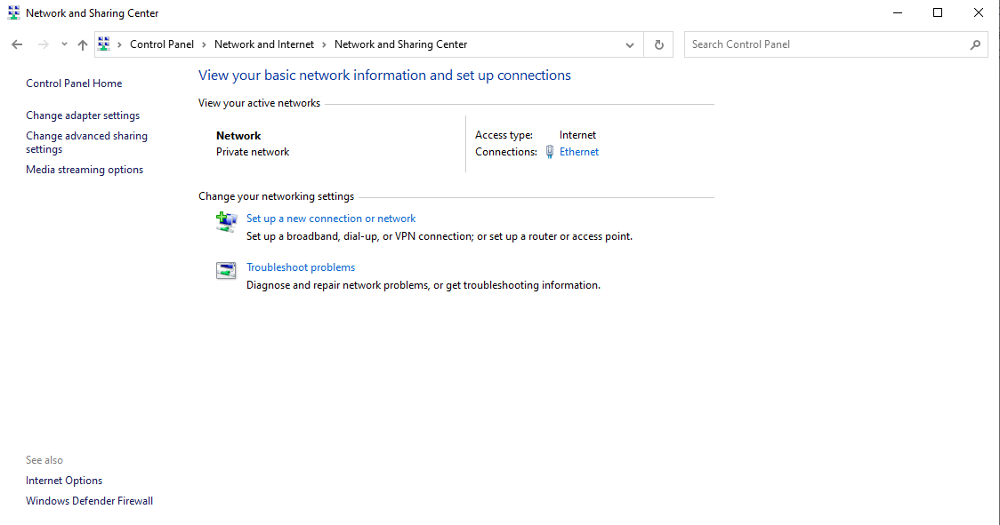 Network and Sharing Center
Control Panel > Network and Internet > Network and Sharing Center
Search Control Panel
Control Panel Home
Change adapter settings
Change advanced sharing
settings
Media streaming options
View your basic network information and set up connections
View your active networks
Network
Private network
Access type: Internet
Connections: Ethernet
Change your networking settings
Set up a new connection or network
Set up a broadband, dial-up, or VPN connection; or set up a router or access point.
Troubleshoot problems
Diagnose and repair network problems, or get troubleshooting information.
See also
Internet Options
Windows Defender Firewall